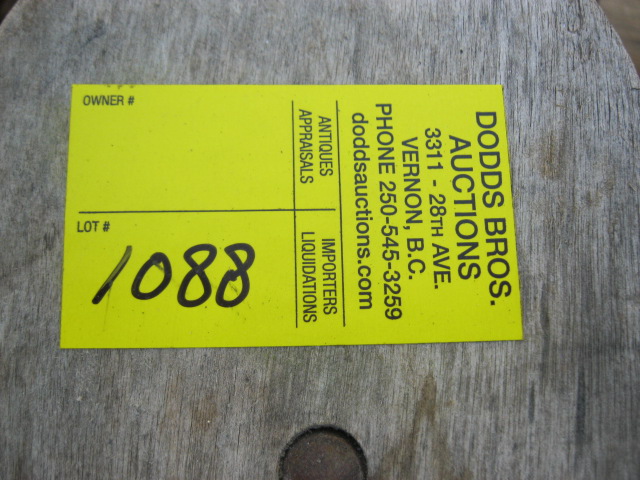 DODDS BROS.
AUCTIONS
3311 - 28TH AVE.
VERNON, B.C.
PHONE 250-545-3259
doddsauctions.com
ANTIQUES
APPRAISALS
IMPORTERS
LIQUIDATIONS
OWNER #
LOT #
1088